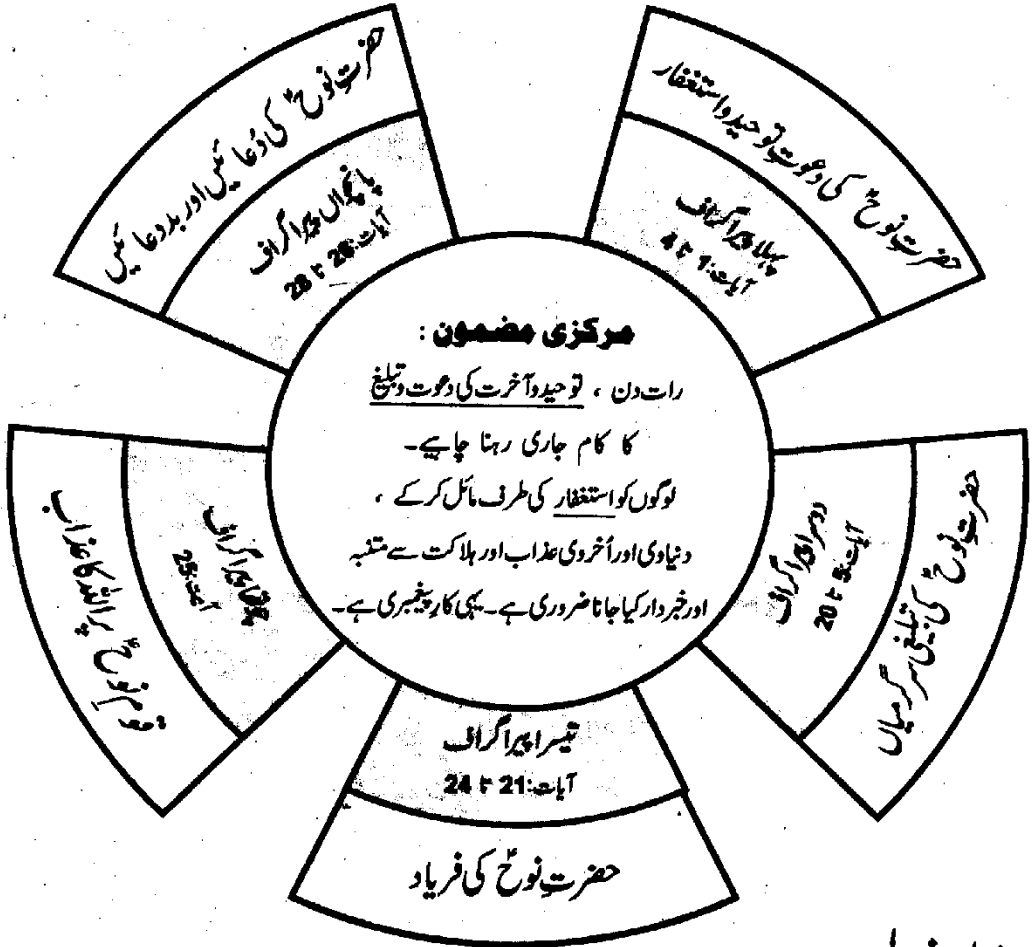 مرکزی مضمون :
رات دن ، توحید و آخرت کی دعوت و تبلیغ
کا کام جاری رہنا چاہیے۔
لوگوں کو استغفار کی طرف مائل کر کے ،
دنیاوی اور اُخروی عذاب اور ہلاکت سے متنبہ
اور خبردار کیا جانا ضروری ہے۔ یہی کارِ پیغمبری ہے۔
حضرتِ نوحؑ کی دعوتِ توحید و استغفار
پہلا پیراگراف
آیات: 1 تا 4
حضرتِ نوحؑ کی تبلیغی سرگرمیاں
دوسرا پیراگراف
آیات: 5 تا 20
تیسرا پیراگراف
آیات: 21 تا 24
حضرتِ نوحؑ کی فریاد
قومِ نوحؑ پر اللہ کا عذاب
چوتھا پیراگراف
آیت: 25
حضرتِ نوحؑ کی دُعائیں اور بددعائیں
پانچواں پیراگراف
آیات: 26 تا 28